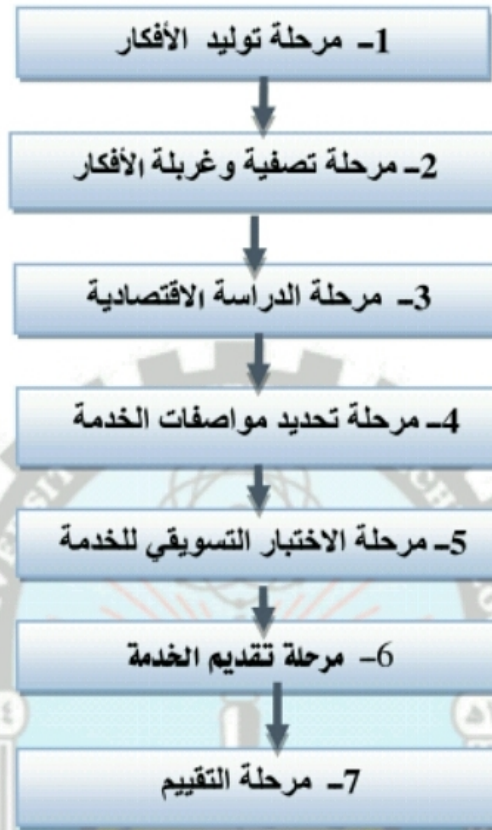 1- مرحلة توليد الأفكار
2- مرحلة تصفية وغربلة الأفكار
3- مرحلة الدراسة الاقتصادية
4- مرحلة تحديد مواصفات الخدمة
5- مرحلة الاختبار التسويقي للخدمة
6- مرحلة تقديم الخدمة
7- مرحلة التقييم